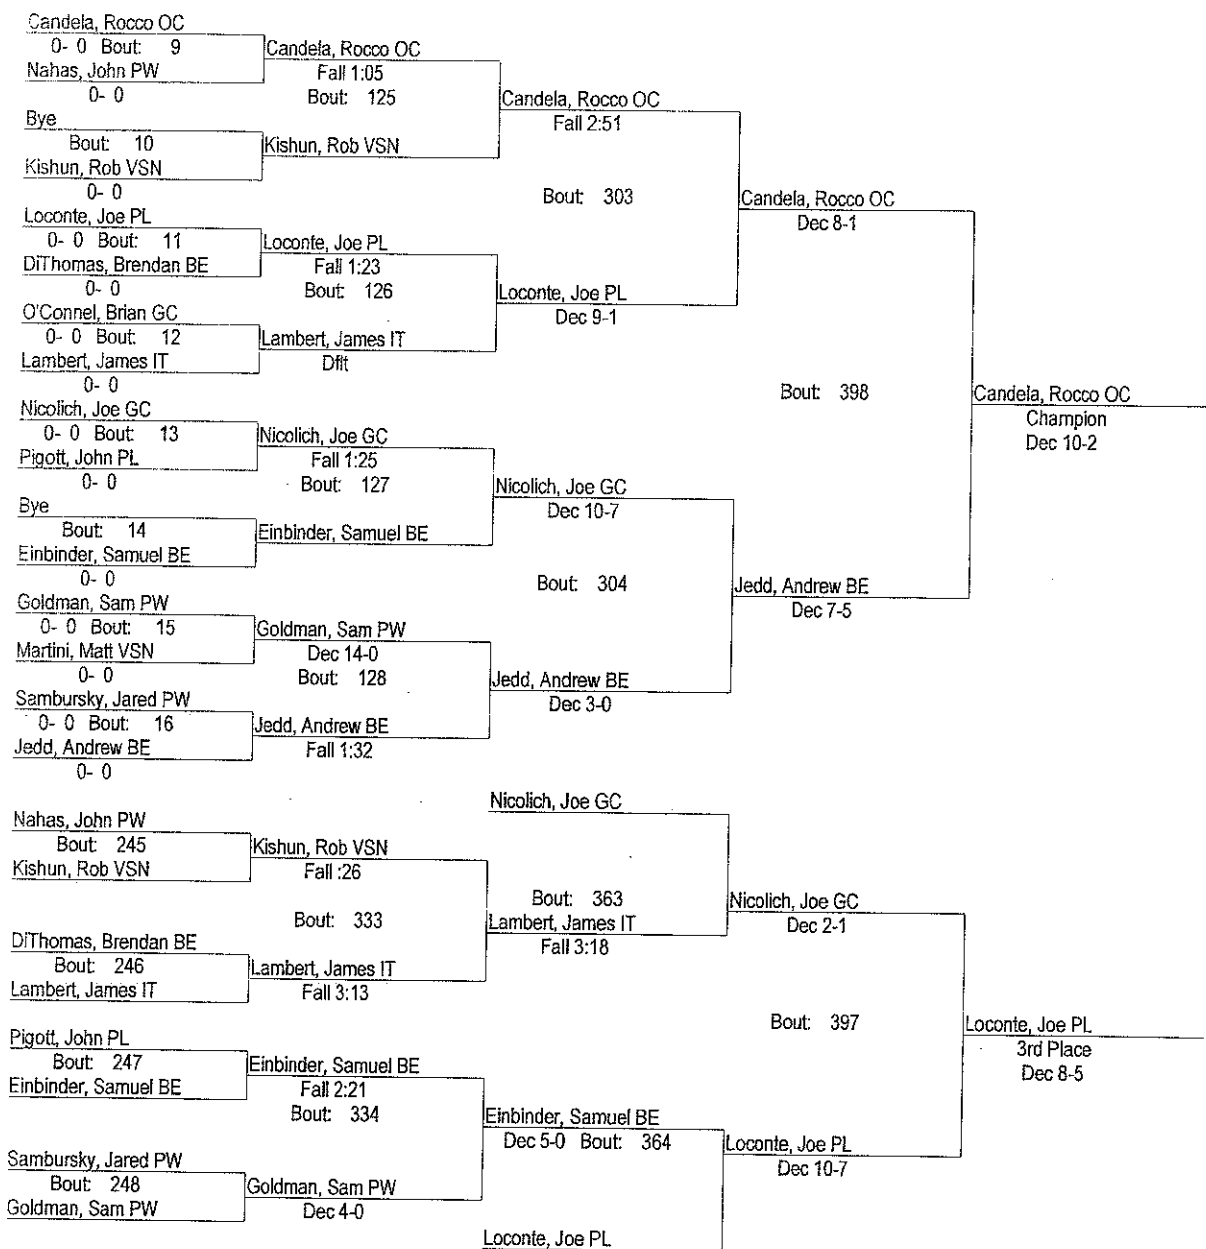 Candela, Rocco OC
0- 0 Bout: 9
Nahas, John PW
0- 0
Bye
Bout: 10
Kishun, Rob VSN
0- 0
Loconte, Joe PL
0- 0 Bout: 11
DiThomas, Brendan BE
0- 0
O'Connel, Brian GC
0- 0 Bout: 12
Lambert, James IT
0- 0
Nicolich, Joe GC
0- 0 Bout: 13
Pigott, John PL
0- 0
Bye
Bout: 14
Einbinder, Samuel BE
0- 0
Goldman, Sam PW
0- 0 Bout: 15
Martini, Matt VSN
0- 0
Sambursky, Jared PW
0- 0 Bout: 16
Jedd, Andrew BE
0- 0
Candela, Rocco OC
Fall 1:05
Bout: 125
Kishun, Rob VSN
Loconte, Joe PL
Fall 1:23
Bout: 126
Lambert, James IT
Dflt
Nicolich, Joe GC
Fall 1:25
Bout: 127
Einbinder, Samuel BE
Goldman, Sam PW
Dec 14-0
Bout: 128
Jedd, Andrew BE
Fall 1:32
Candela, Rocco OC
Fall 2:51
Bout: 303
Loconte, Joe PL
Dec 9-1
Nicolich, Joe GC
Dec 10-7
Bout: 304
Jedd, Andrew BE
Dec 3-0
Candela, Rocco OC
Dec 8-1
Bout: 398
Jedd, Andrew BE
Dec 7-5
Candela, Rocco OC
Champion
Dec 10-2
Nahas, John PW
Bout: 245
Kishun, Rob VSN
DiThomas, Brendan BE
Bout: 246
Lambert, James IT
Pigott, John PL
Bout: 247
Einbinder, Samuel BE
Sambursky, Jared PW
Bout: 248
Goldman, Sam PW
Kishun, Rob VSN
Fall :26
Bout: 333
Lambert, James IT
Fall 3:13
Einbinder, Samuel BE
Fall 2:21
Bout: 334
Goldman, Sam PW
Dec 4-0
Nicolich, Joe GC
Bout: 363
Lambert, James IT
Fall 3:18
Einbinder, Samuel BE
Dec 5-0 Bout: 364
Loconte, Joe PL
Nicolich, Joe GC
Dec 2-1
Bout: 397
Loconte, Joe PL
Dec 10-7
Loconte, Joe PL
3rd Place
Dec 8-5